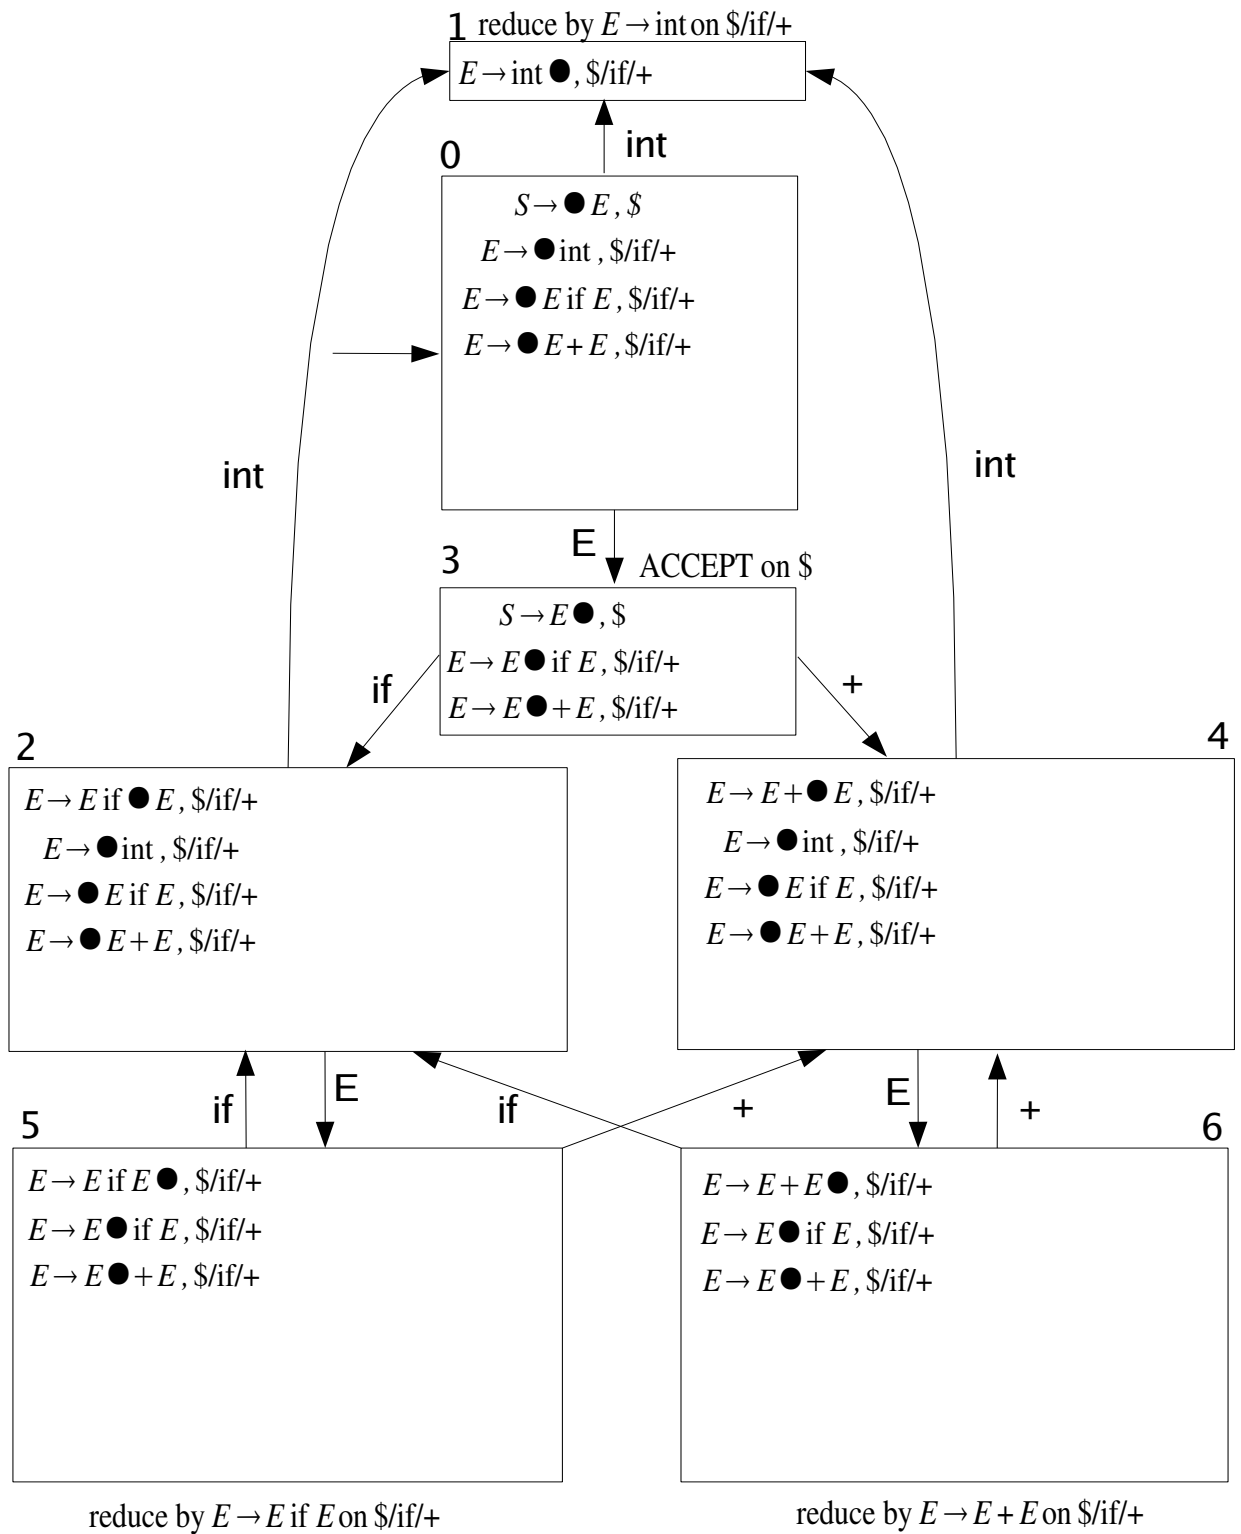 1 reduce by E → int on $/if/+
E → int ●, $/if/+
int
0
S → ● E, $
E → ● int, $/if/+
E → ● E if E, $/if/+
E → ● E + E, $/if/+
int
int
E
3
ACCEPT on $
S → E ●, $
E → E ● if E, $/if/+
E → E ● + E, $/if/+
if
+
2
E → E if ● E, $/if/+
E → ● int, $/if/+
E → ● E if E, $/if/+
E → ● E + E, $/if/+
4
E → E + ● E, $/if/+
E → ● int, $/if/+
E → ● E if E, $/if/+
E → ● E + E, $/if/+
if
E
if
+
E
+
5
E → E if E ●, $/if/+
E → E ● if E, $/if/+
E → E ● + E, $/if/+
reduce by E → E if E on $/if/+
6
E → E + E ●, $/if/+
E → E ● if E, $/if/+
E → E ● + E, $/if/+
reduce by E → E + E on $/if/+